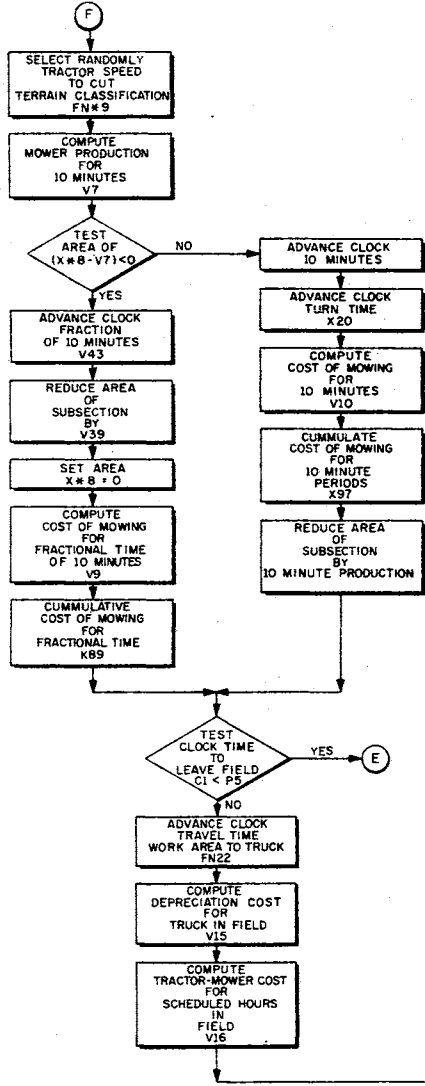 F
SELECT RANDOMLY
TRACTOR SPEED
TO CUT
TERRAIN CLASSIFICATION
FN*9
COMPUTE
MOWER PRODUCTION
FOR
10 MINUTES
V7
TEST
AREA OF
(X*8-V7)<0
NO
YES
ADVANCE CLOCK
FRACTION
OF 10 MINUTES
V43
REDUCE AREA
OF
SUBSECTION
BY
V39
SET AREA
X*8 = 0
COMPUTE
COST OF MOWING
FOR
FRACTIONAL TIME
OF 10 MINUTES
V9
CUMMULATIVE
COST OF MOWING
FOR
FRACTIONAL TIME
K89
ADVANCE CLOCK
10 MINUTES
ADVANCE CLOCK
TURN TIME
X20
COMPUTE
COST OF MOWING
FOR
10 MINUTES
V10
CUMMULATE
COST OF MOWING
FOR
10 MINUTE
PERIODS
X97
REDUCE AREA
OF
SUBSECTION
BY
10 MINUTE PRODUCTION
TEST
CLOCK TIME
TO
LEAVE FIELD
C1 < P5
YES
E
NO
ADVANCE CLOCK
TRAVEL TIME
WORK AREA TO TRUCK
FN22
COMPUTE
DEPRECIATION COST
FOR
TRUCK IN FIELD
V15
COMPUTE
TRACTOR-MOWER COST
FOR
SCHEDULED HOURS
IN
FIELD
V16